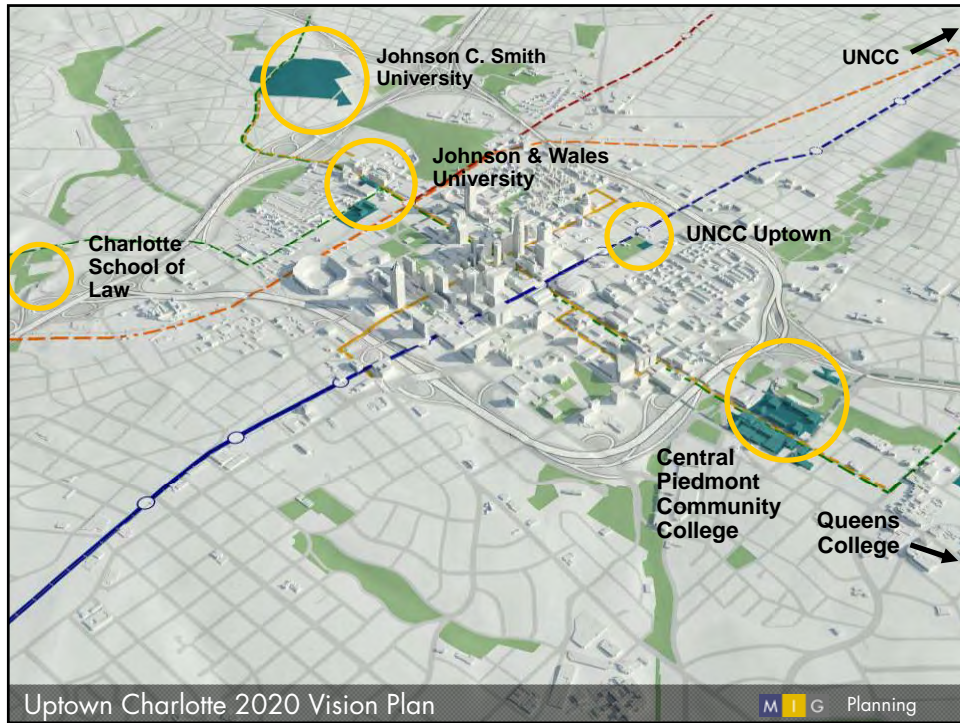 Johnson C. Smith
University
UNCC
Johnson & Wales
University
UNCC Uptown
Charlotte
School of
Law
Central
Piedmont
Community
College
Queens
College
Uptown Charlotte 2020 Vision Plan
M I G Planning